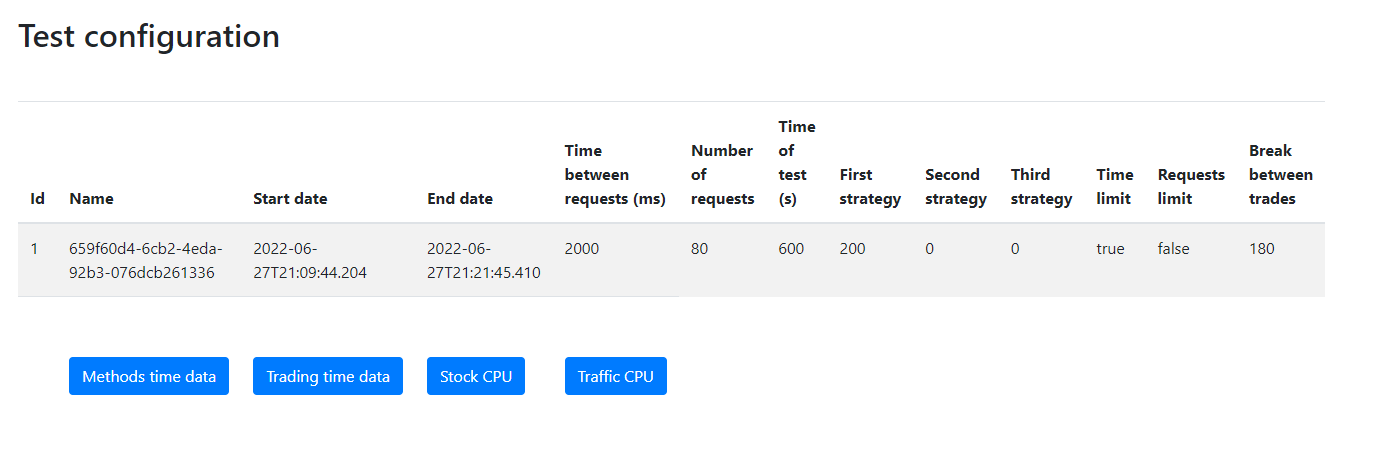 Test configuration
Time
Time of Break
between Number test First Second Third Time Requests between
Id Name Start date End date requests (ms) of requests (s) strategy strategy strategy limit limit trades
1 659f60d4-6cb2-4eda- 2022-06- 2022-06- 2000 80 600 200 0 0 true false 180
92b3-076dcb261336 27T21:09:44.204 27T21:21:45.410
Methods time data Trading time data Stock CPU Traffic CPU